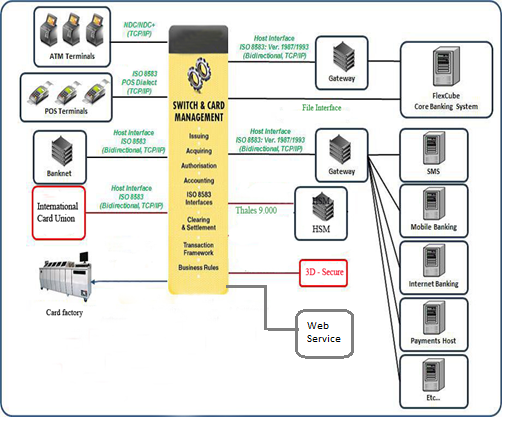 NDC/NDC+
(TCP/IP)
ATM Terminals
ISO 8583
POS Dialect
(TCP/IP)
POS Terminals
Host Interface
ISO 8583
(Bidirectional, TCP/IP)
Banknet
Host Interface
ISO 8583
(Bidirectional, TCP/IP)
International
Card Union
Card factory
SWITCH & CARD
MANAGEMENT
Issuing
Acquiring
Authorisation
Accounting
ISO 8583
Interfaces
Clearing
& Settlement
Transaction
Framework
Business Rules
Host Interface
ISO 8583: Ver. 1987/1993
(Bidirectional, TCP/IP)
Gateway
File Interface
FlexCube
Core Banking System
Host Interface
ISO 8583: Ver. 1987/1993
(Bidirectional, TCP/IP)
Gateway
Thales 9.000
HSM
HSM
3D - Secure
Web
Service
SMS
Mobile Banking
Internet Banking
Payments Host
Etc...